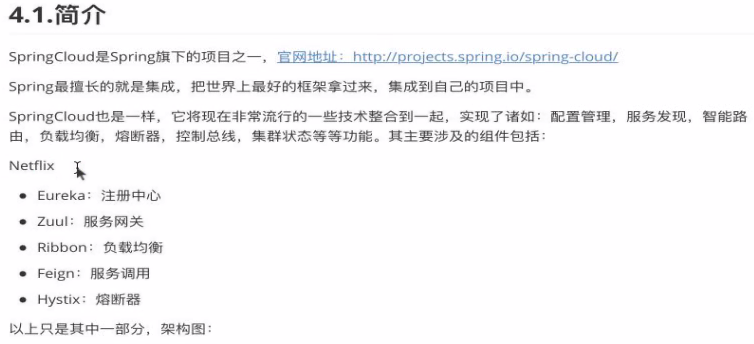 4.1.简介
SpringCloud是Spring旗下的项目之一，官网地址：http://projects.spring.io/spring-cloud/
Spring最擅长的就是集成，把世界上最好的框架拿过来，集成到自己的项目中。
SpringCloud也是一样，它将现在非常流行的一些技术整合到一起，实现了诸如：配置管理，服务发现，智能路
由，负载均衡，熔断器，控制总线，集群状态等等功能。其主要涉及的组件包括：
Netflix
• Eureka：注册中心
• Zuul：服务网关
• Ribbon：负载均衡
• Feign：服务调用
• Hystix：熔断器
以上只是其中一部分，架构图：